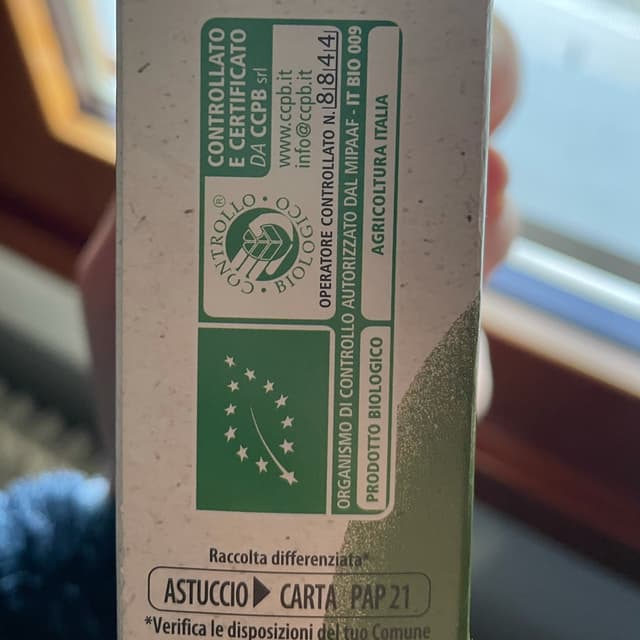 CONTROLLATO
E CERTIFICATO
DA CCPB srl
www.ccpb.it
info@ccpb.it
CONTROLLO • BIOLOGICO • ®
OPERATORE CONTROLLATO N. 8844
ORGANISMO DI CONTROLLO AUTORIZZATO DAL MIPAAF - IT BIO 009
PRODOTTO BIOLOGICO
AGRICOLTURA ITALIA
Raccolta differenziata*
ASTUCCIO ▶ CARTA PAP 21
*Verifica le disposizioni del tuo Comune